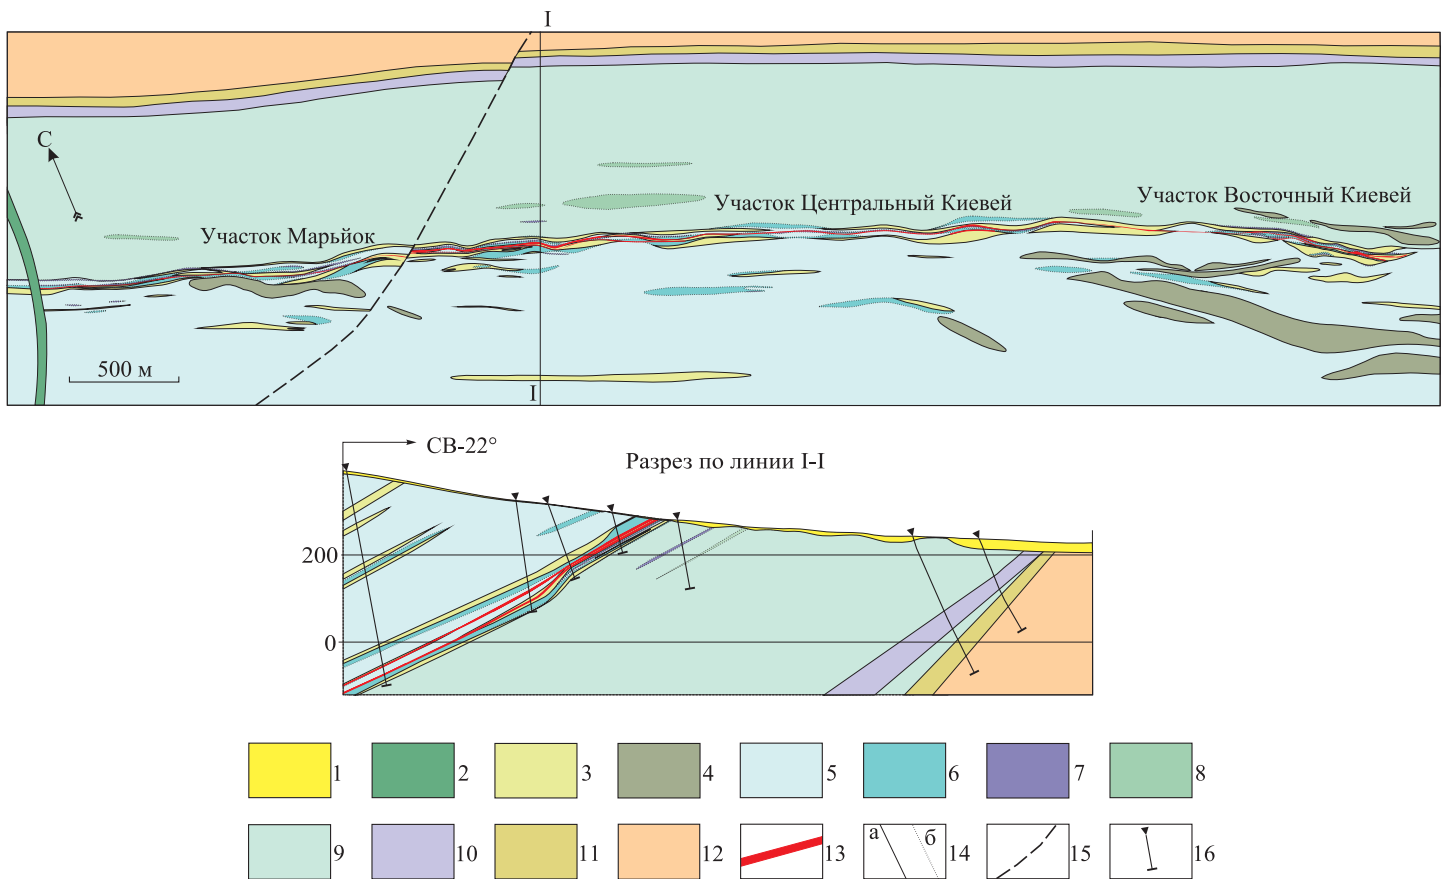 I
С
Участок Марьйок
Участок Центральный Киевей
Участок Восточный Киевей
500 м
I
СВ-22°
Разрез по линии I-I
200
0
1 2 3 4 5 6 7 8
9 10 11 12 13 а б 14 15 16